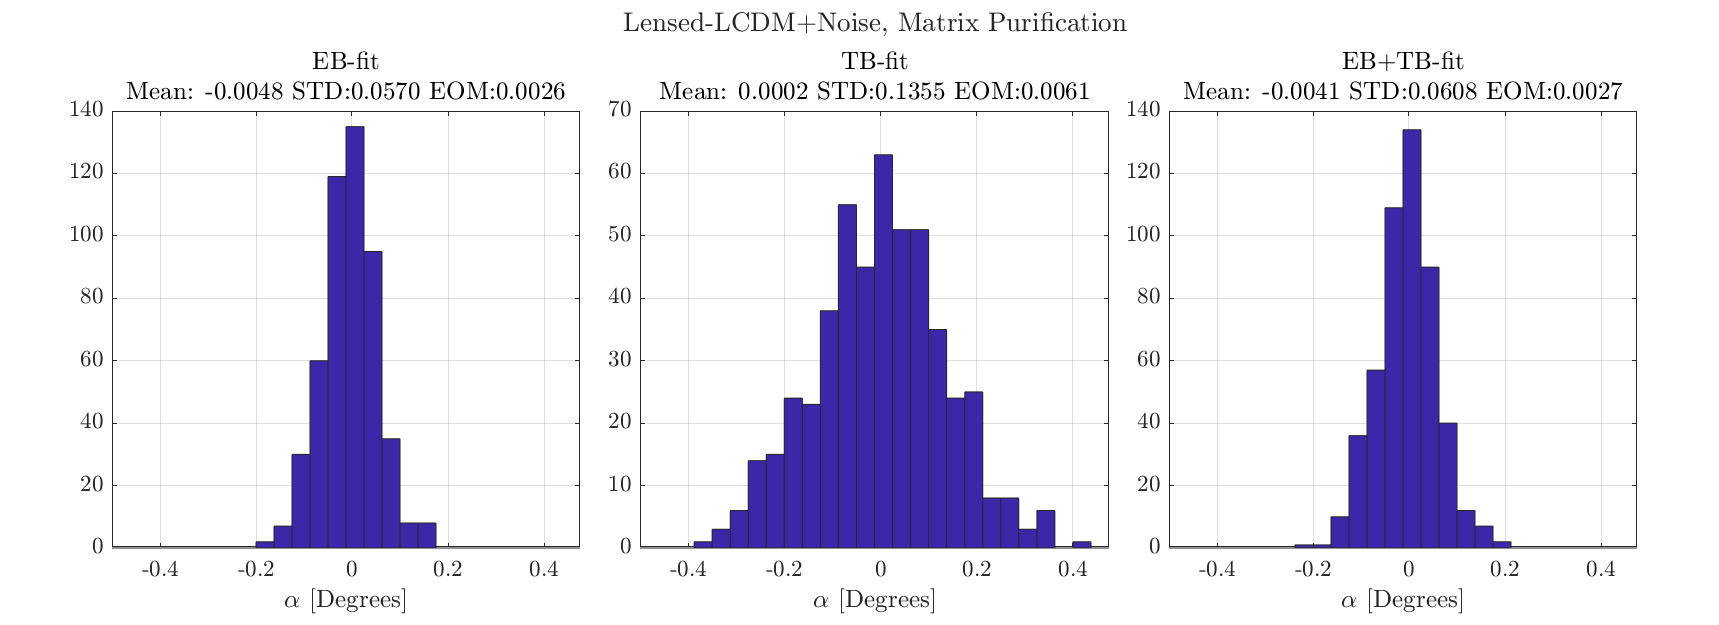 Lensed-LCDM+Noise, Matrix Purification
EB-fit
Mean: -0.0048 STD:0.0570 EOM:0.0026
140
120
100
80
60
40
20
0
-0.4 -0.2 0 0.2 0.4
α [Degrees]
TB-fit
Mean: 0.0002 STD:0.1355 EOM:0.0061
70
60
50
40
30
20
10
0
-0.4 -0.2 0 0.2 0.4
α [Degrees]
EB+TB-fit
Mean: -0.0041 STD:0.0608 EOM:0.0027
140
120
100
80
60
40
20
0
-0.4 -0.2 0 0.2 0.4
α [Degrees]